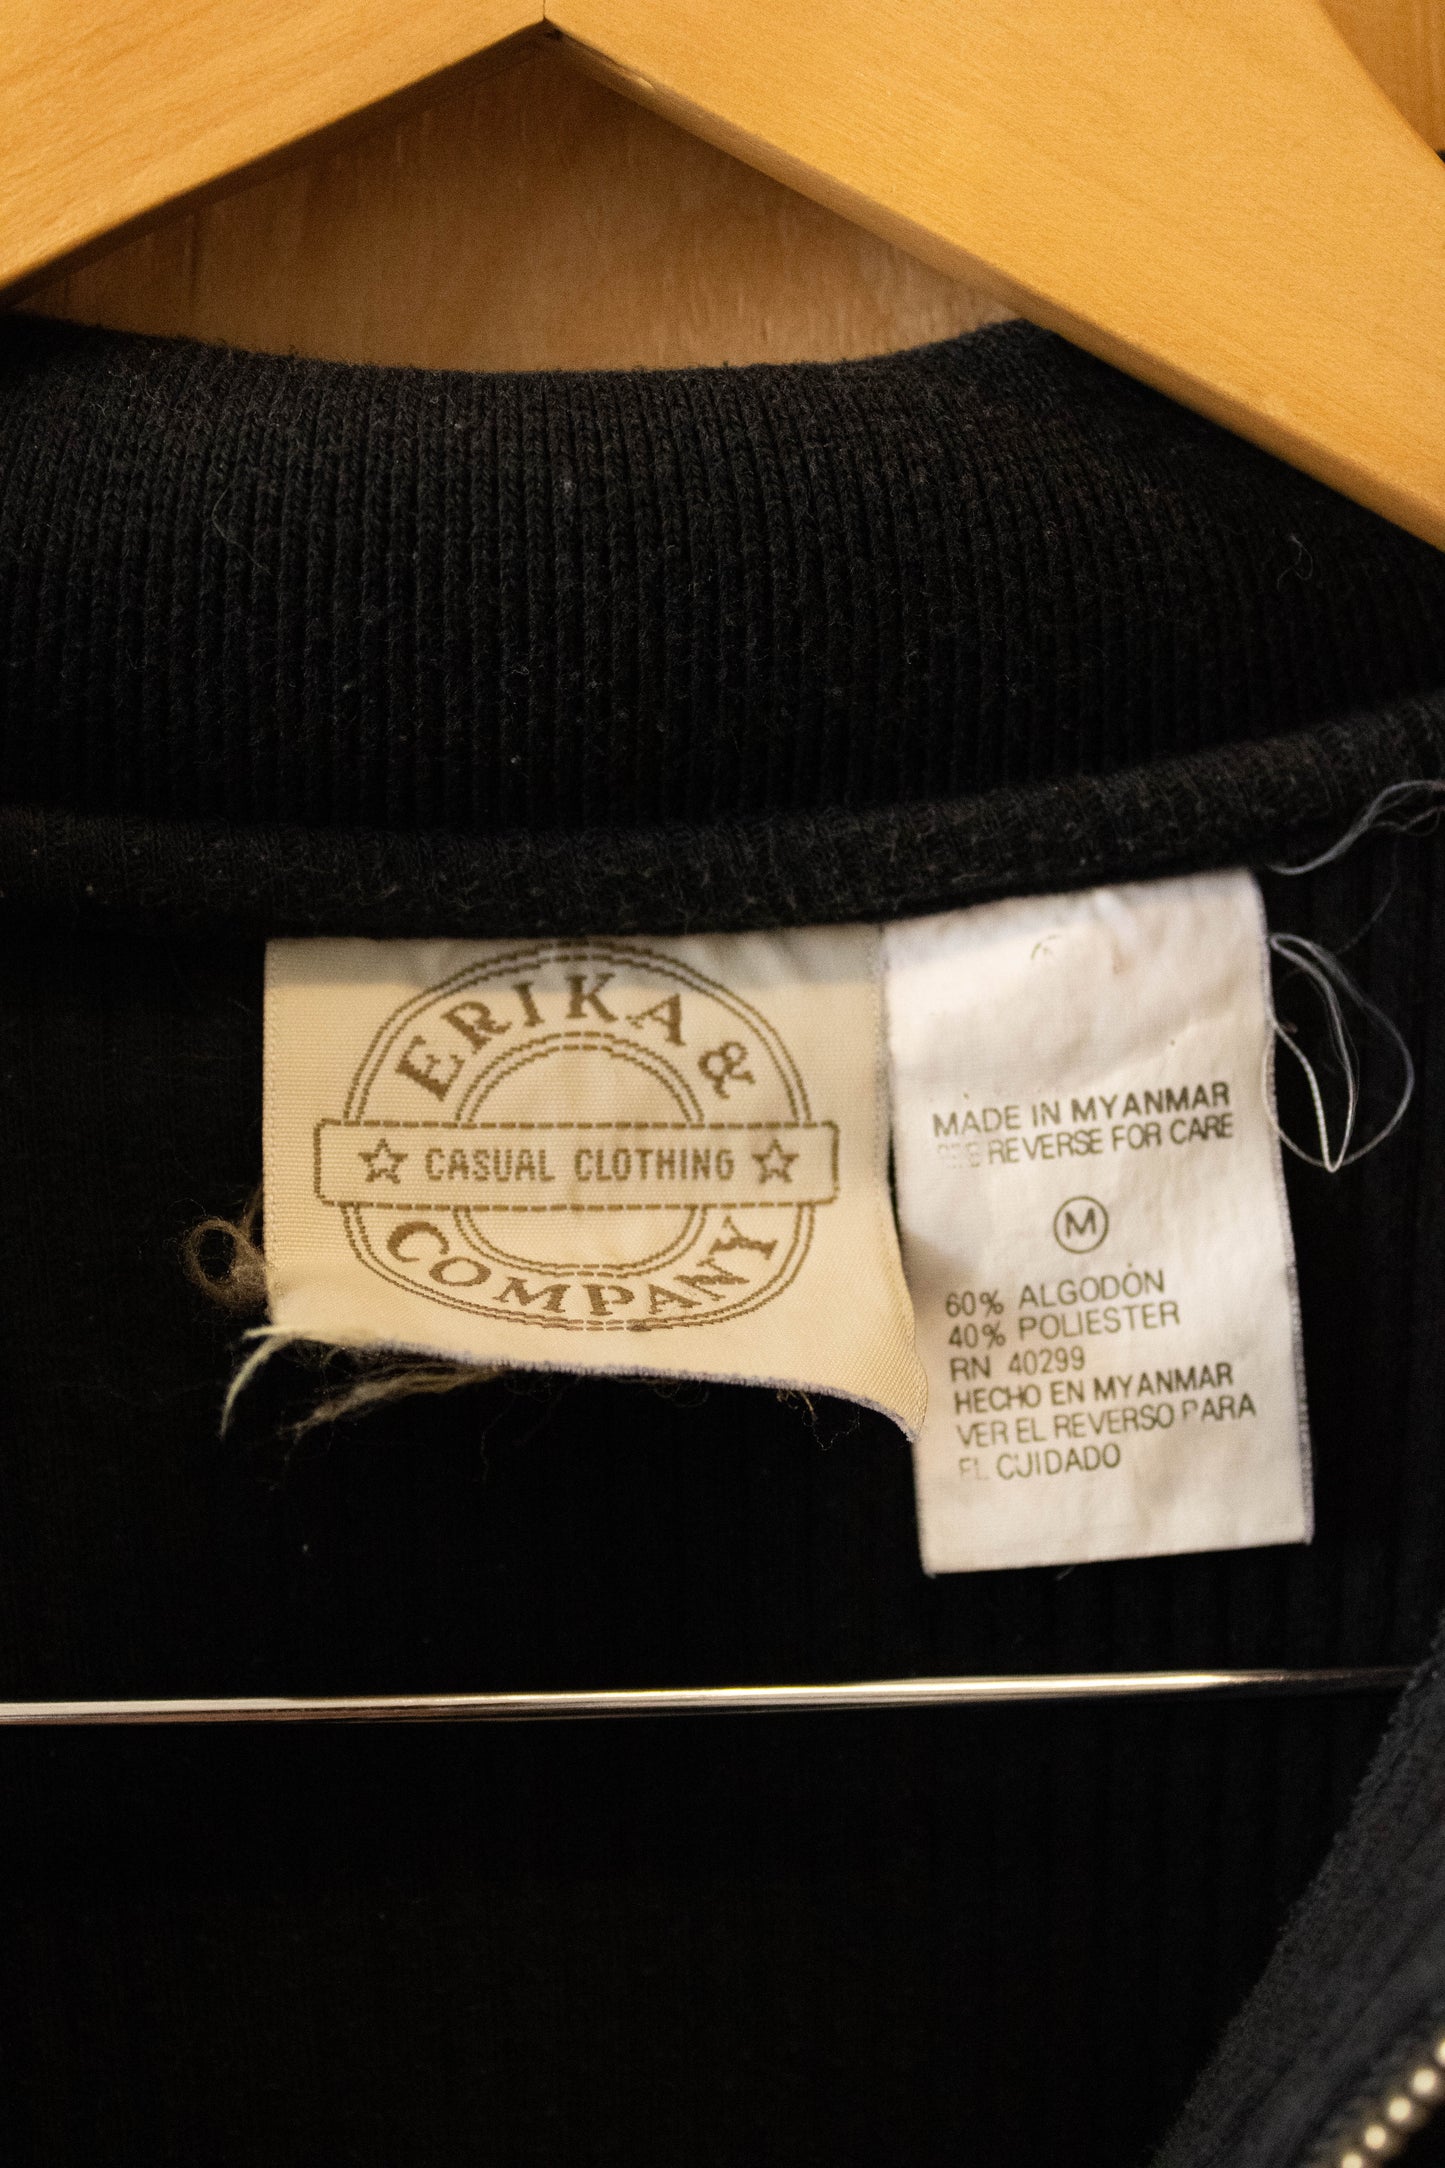 ERIKA &
CASUAL CLOTHING
COMPANY
MADE IN MYANMAR
REVERSE FOR CARE
M
60% ALGODÓN
40% POLIESTER
RN 40299
HECHO EN MYANMAR
VER EL REVERSO PARA
EL CUIDADO